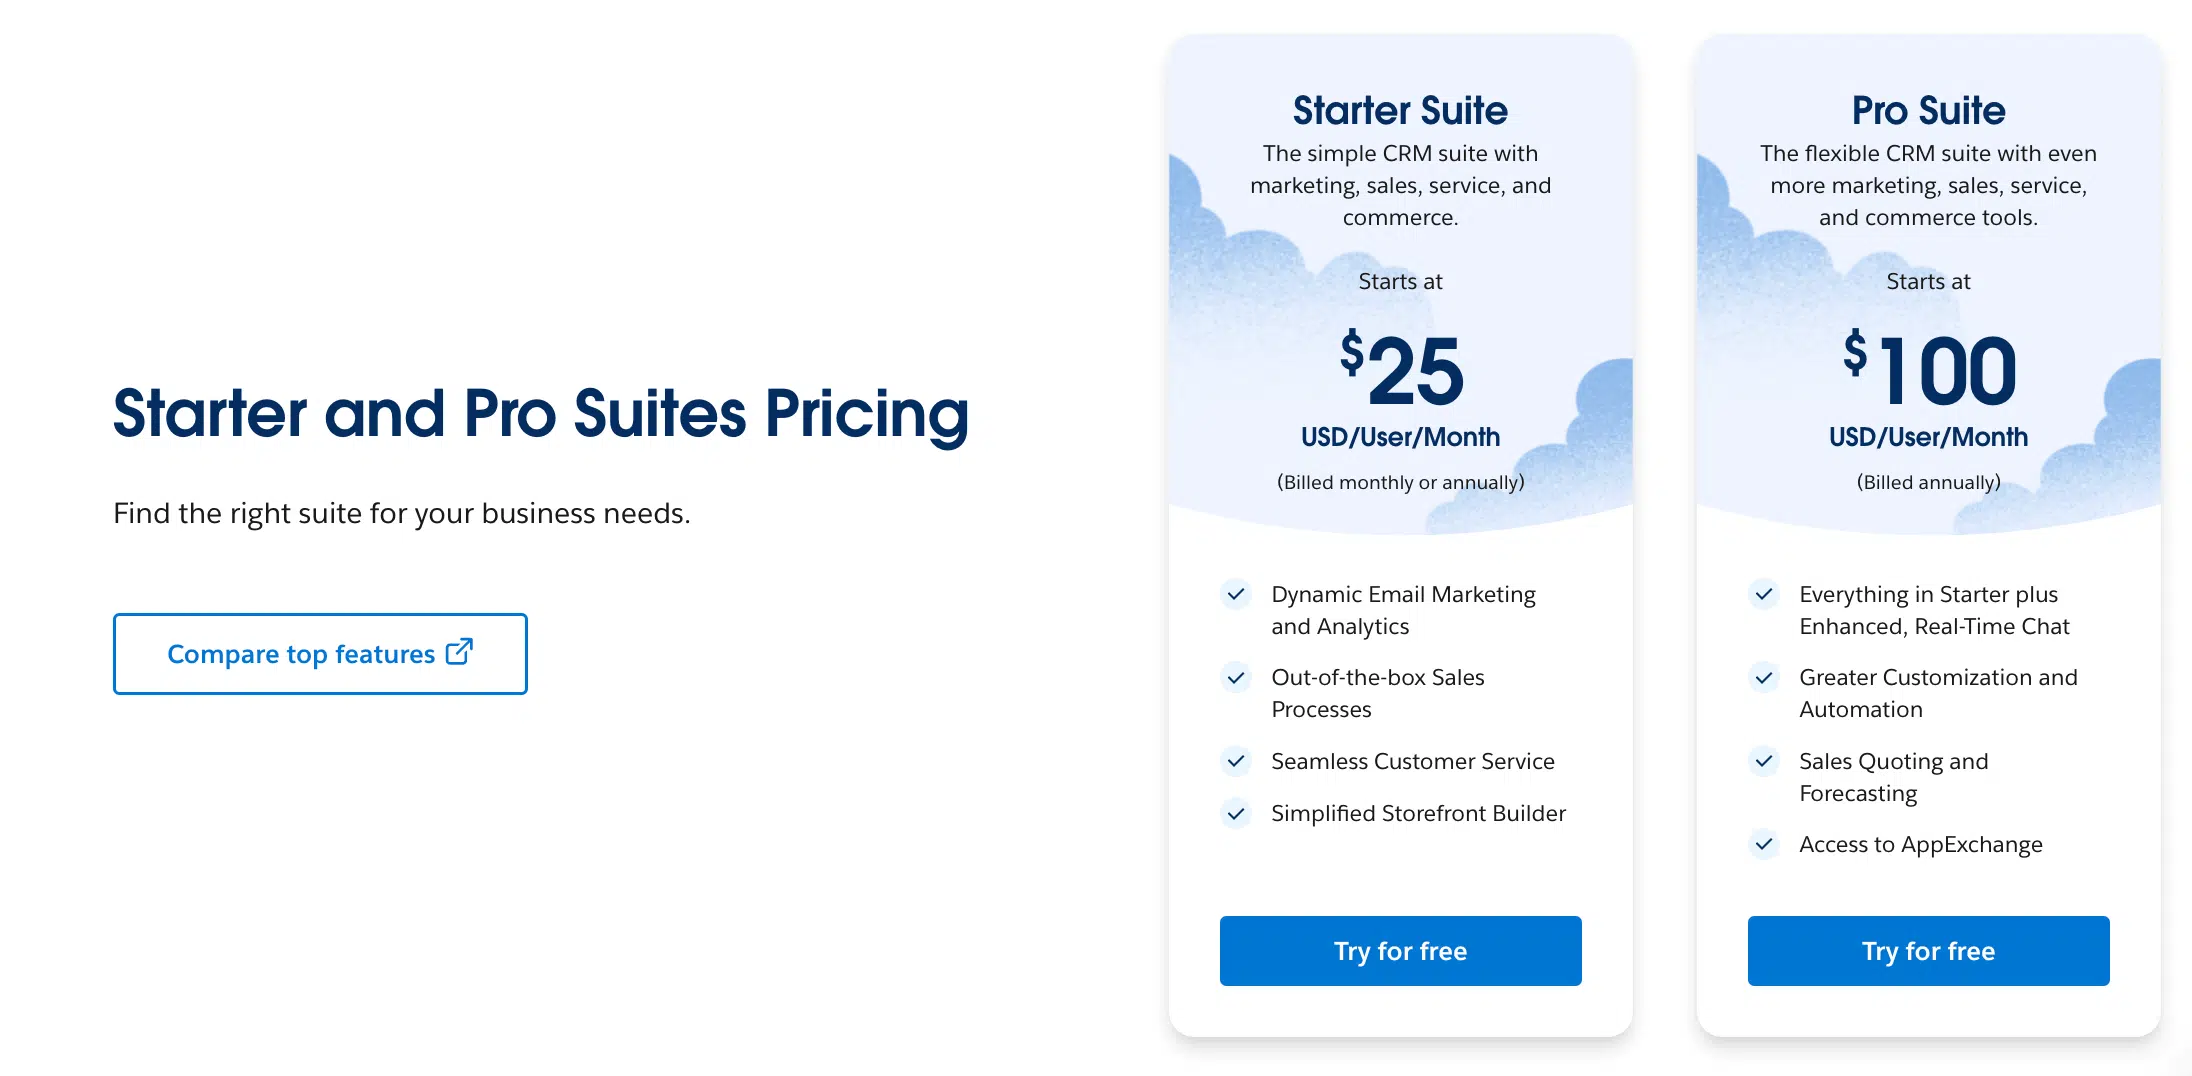 Starter and Pro Suites Pricing
Find the right suite for your business needs.
Compare top features
Starter Suite
The simple CRM suite with
marketing, sales, service, and
commerce.
Starts at
$25
USD/User/Month
(Billed monthly or annually)
Dynamic Email Marketing
and Analytics
Out-of-the-box Sales
Processes
Seamless Customer Service
Simplified Storefront Builder
Try for free
Pro Suite
The flexible CRM suite with even
more marketing, sales, service,
and commerce tools.
Starts at
$100
USD/User/Month
(Billed annually)
Everything in Starter plus
Enhanced, Real-Time Chat
Greater Customization and
Automation
Sales Quoting and
Forecasting
Access to AppExchange
Try for free